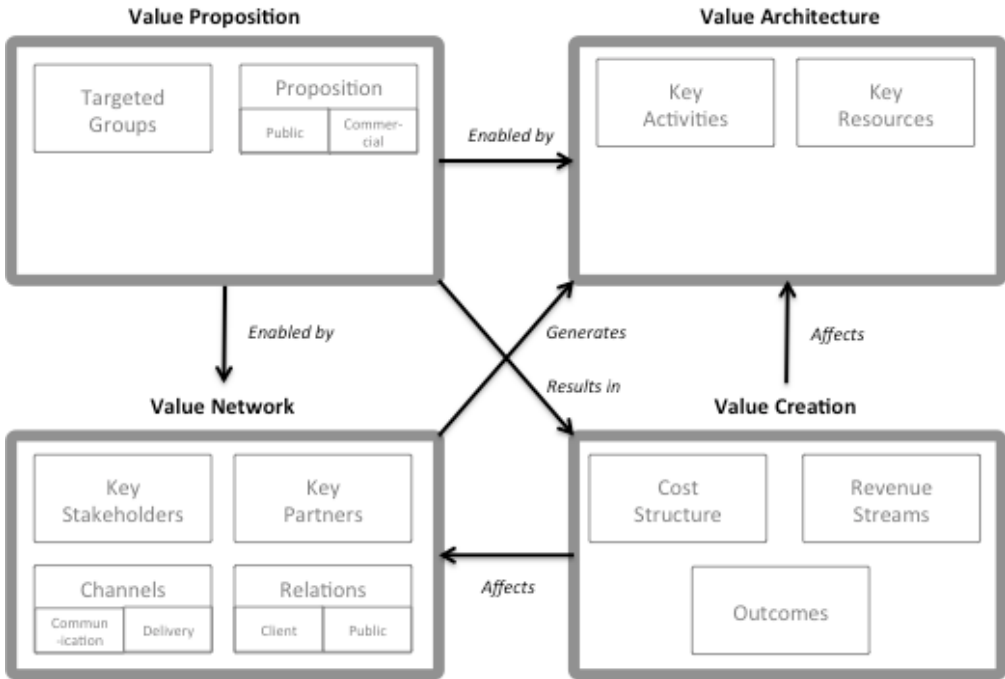 Value Proposition
Value Architecture
Targeted
Groups
Proposition
Public
Commer-
cial
Enabled by
Key
Activities
Key
Resources
Enabled by
Generates
Results in
Affects
Value Network
Value Creation
Key
Stakeholders
Key
Partners
Channels
Commun
-ication
Delivery
Relations
Client
Public
Affects
Cost
Structure
Revenue
Streams
Outcomes